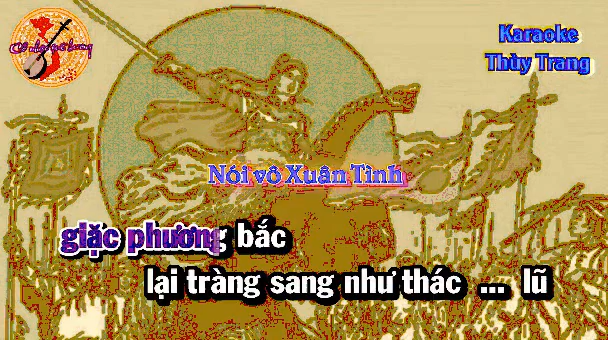 Karaoke
Thùy Trang
Nói vô Xuân Tình
giặc phương bắc
lại tràng sang như thác ... lũ